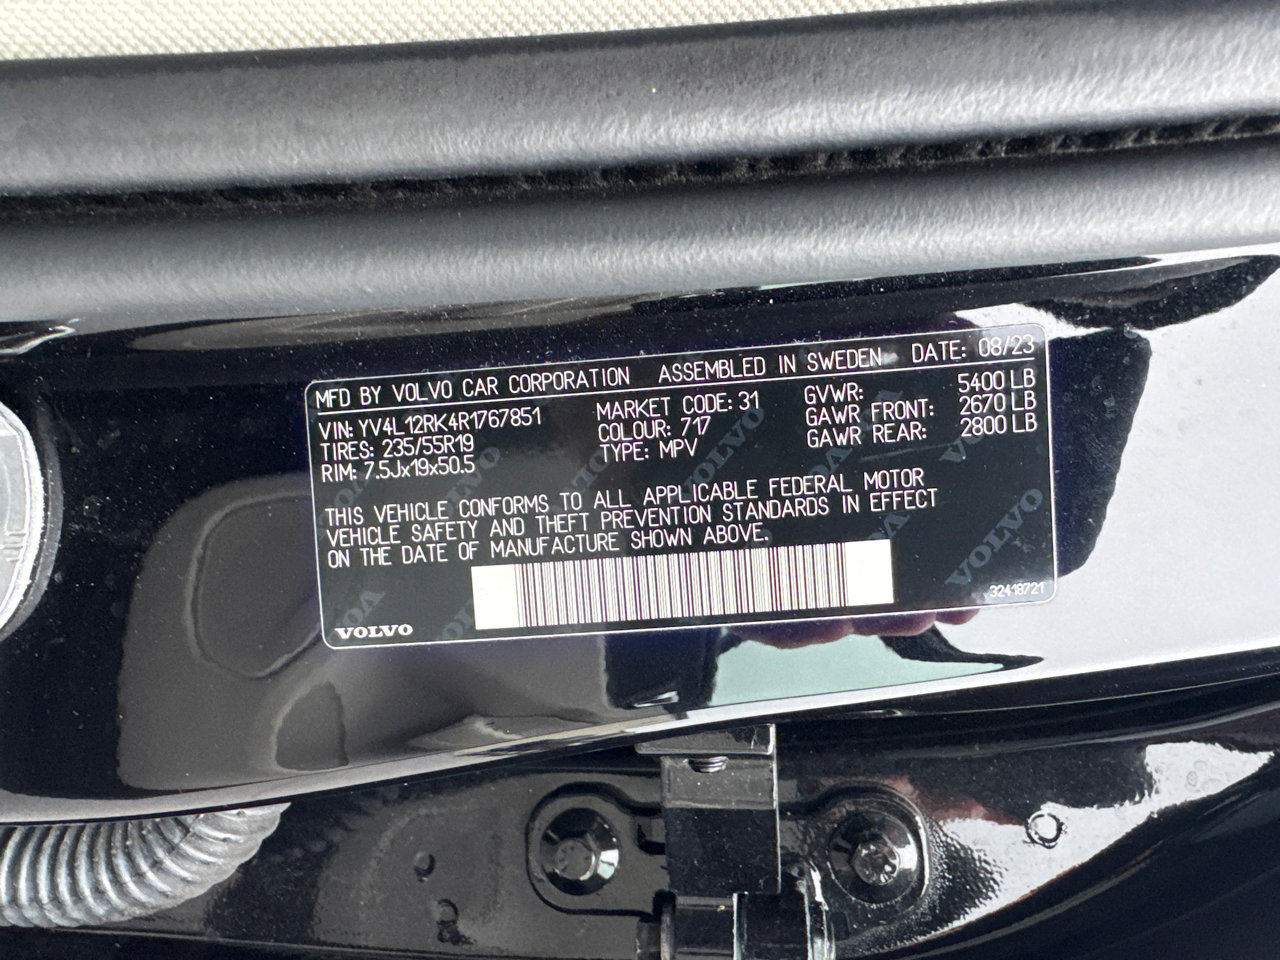 MFD BY VOLVO CAR CORPORATION ASSEMBLED IN SWEDEN DATE: 08/23
VIN: YV4L12RK4R1767851 MARKET CODE: 31 GVWR: 5400 LB
TIRES: 235/55R19 COLOUR: 717 GAWR FRONT: 2670 LB
RIM: 7.5Jx19x50.5 TYPE: MPV GAWR REAR: 2800 LB
THIS VEHICLE CONFORMS TO ALL APPLICABLE FEDERAL MOTOR
VEHICLE SAFETY AND THEFT PREVENTION STANDARDS IN EFFECT
ON THE DATE OF MANUFACTURE SHOWN ABOVE.
32418721
VOLVO